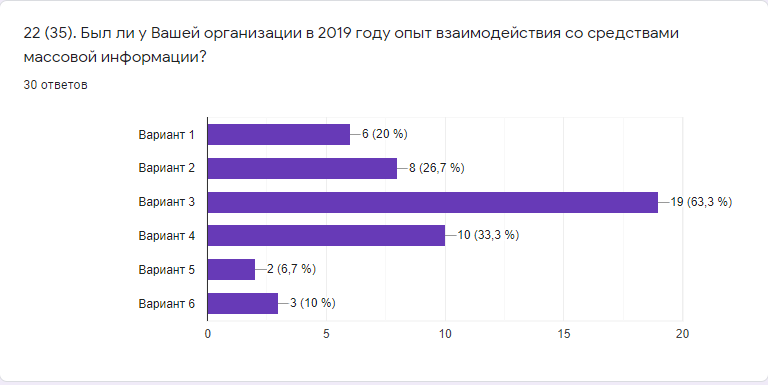 22 (35). Был ли у Вашей организации в 2019 году опыт взаимодействия со средствами
массовой информации?
30 ответов
Вариант 1 6 (20 %)
Вариант 2 8 (26,7 %)
Вариант 3 19 (63,3 %)
Вариант 4 10 (33,3 %)
Вариант 5 2 (6,7 %)
Вариант 6 3 (10 %)
0 5 10 15 20